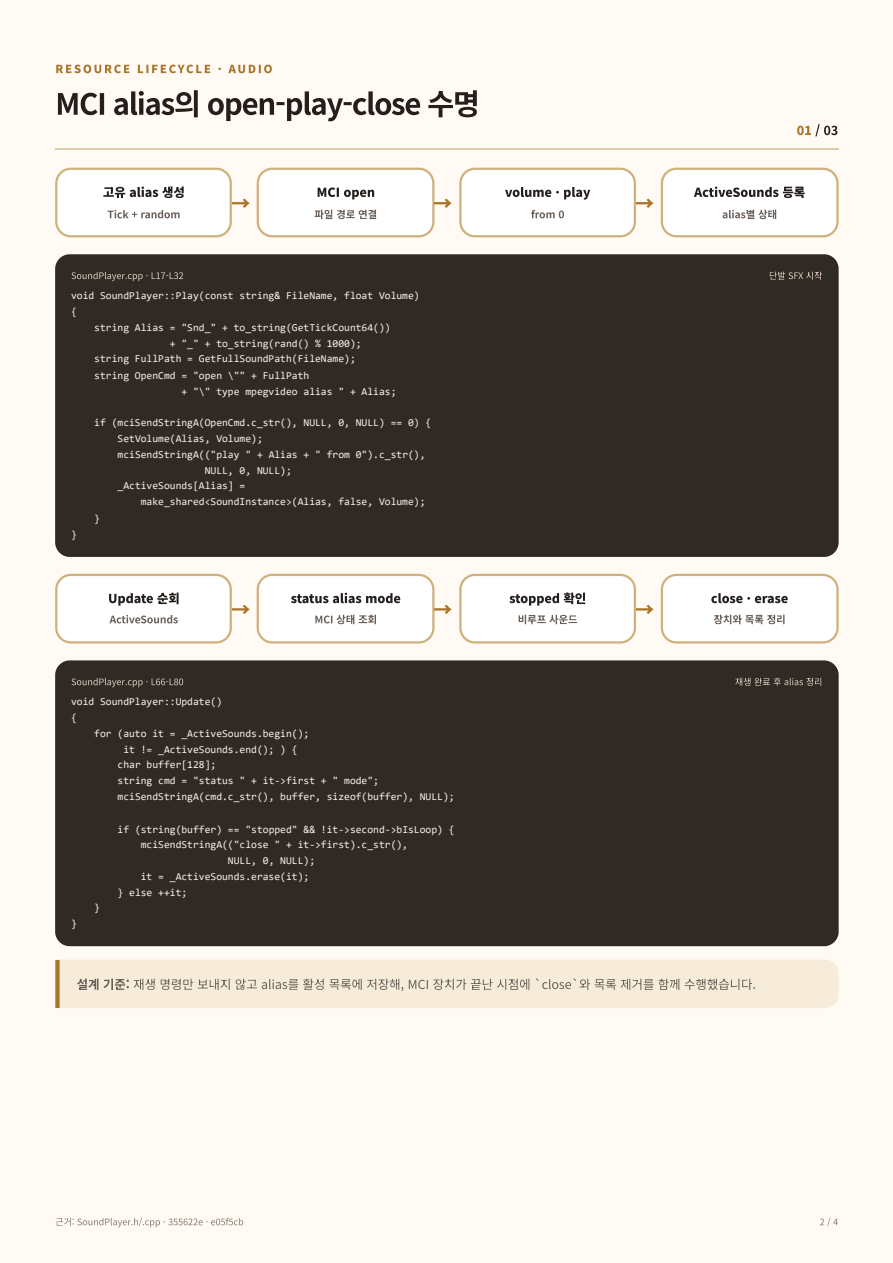 RESOURCE LIFECYCLE · AUDIO
MCI alias의 open-play-close 수명
01 / 03
고유 alias 생성
Tick + random
MCI open
파일 경로 연결
volume · play
from 0
ActiveSounds 등록
alias별 상태
SoundPlayer.cpp · L17-L32
단발 SFX 시작
void SoundPlayer::Play(const string& FileName, float Volume)
{
    string Alias = "Snd_" + to_string(GetTickCount64())
                 + "_" + to_string(rand() % 1000);
    string FullPath = GetFullSoundPath(FileName);
    string OpenCmd = "open \"" + FullPath
                   + "\" type mpegvideo alias " + Alias;

    if (mciSendStringA(OpenCmd.c_str(), NULL, 0, NULL) == 0) {
        SetVolume(Alias, Volume);
        mciSendStringA(("play " + Alias + " from 0").c_str(),
                       NULL, 0, NULL);
        _ActiveSounds[Alias] =
            make_shared<SoundInstance>(Alias, false, Volume);
    }
}
Update 순회
ActiveSounds
status alias mode
MCI 상태 조회
stopped 확인
비루프 사운드
close · erase
장치와 목록 정리
SoundPlayer.cpp · L66-L80
재생 완료 후 alias 정리
void SoundPlayer::Update()
{
    for (auto it = _ActiveSounds.begin();
         it != _ActiveSounds.end(); ) {
        char buffer[128];
        string cmd = "status " + it->first + " mode";
        mciSendStringA(cmd.c_str(), buffer, sizeof(buffer), NULL);

        if (string(buffer) == "stopped" && !it->second->bIsLoop) {
            mciSendStringA(("close " + it->first).c_str(),
                           NULL, 0, NULL);
            it = _ActiveSounds.erase(it);
        } else ++it;
    }
}
설계 기준: 재생 명령만 보내지 않고 alias를 활성 목록에 저장해, MCI 장치가 끝난 시점에 `close`와 목록 제거를 함께 수행했습니다.
근거: SoundPlayer.h/.cpp · 355622e · e05f5cb
2 / 4